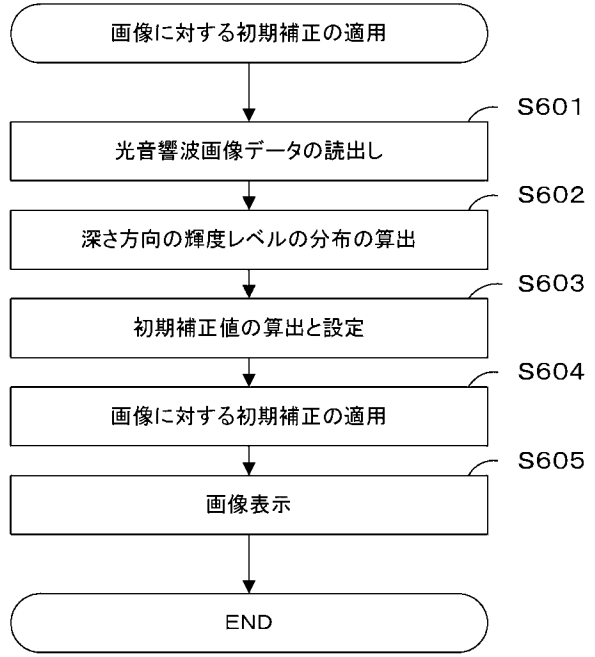 画像に対する初期補正の適用
S601
光音響波画像データの読出し
S602
深さ方向の輝度レベルの分布の算出
S603
初期補正値の算出と設定
S604
画像に対する初期補正の適用
S605
画像表示
END